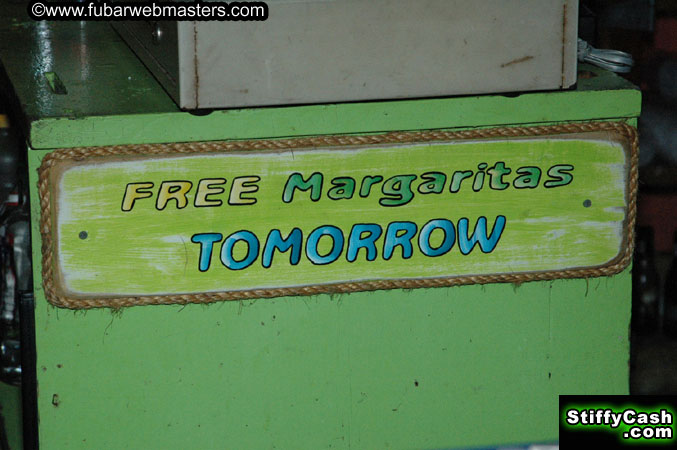 www.fubarwebmasters.com
FREE Margaritas
TOMORROW
StiffyCash
.com